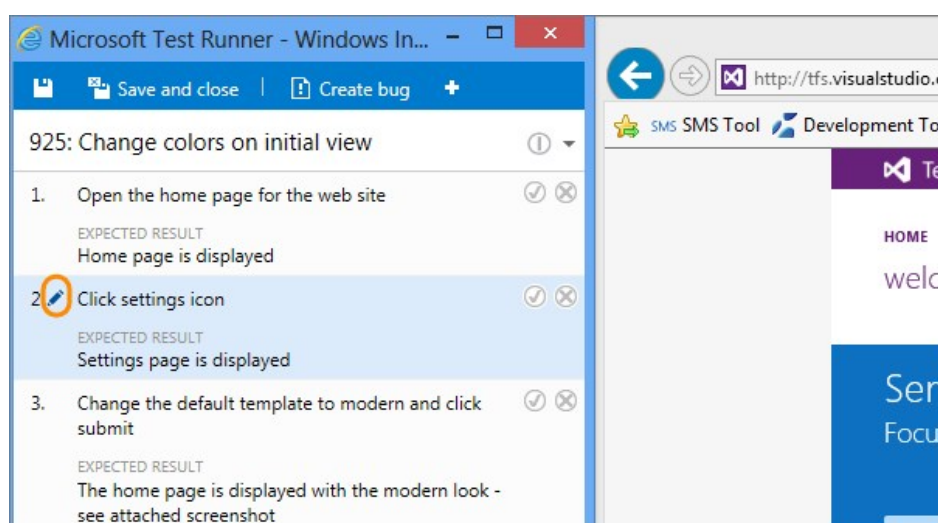 Microsoft Test Runner - Windows In...
Save and close
Create bug
925: Change colors on initial view
1. Open the home page for the web site
EXPECTED RESULT
Home page is displayed
2 Click settings icon
EXPECTED RESULT
Settings page is displayed
3. Change the default template to modern and click
submit
EXPECTED RESULT
The home page is displayed with the modern look -
see attached screenshot
http://tfs.visualstudio.
SMS SMS Tool Development To
Te
HOME
welc
Ser
Focu